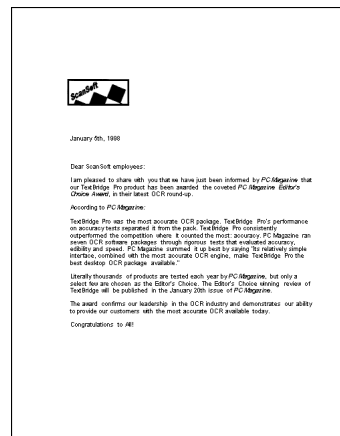 ScanSoft
January 6th, 1998
Dear ScanSoft employees:
I am pleased to share with you that we have just been informed by PC Magazine that
our TextBridge Pro product has been awarded the coveted PC Magazine Editor's
Choice Award, in their latest OCR round-up.
According to PC Magazine:
TextBridge Pro was the most accurate OCR package. TextBridge Pro's performance
on accuracy tests separated it from the pack. TextBridge Pro consistently
outperformed the competition where it counted the most: accuracy. PC Magazine ran
seven OCR software packages through rigorous tests that evaluated accuracy,
edibility and speed. PC Magazine summed it up best by saying "Its relatively simple
interface, combined with the most accurate OCR engine, make TextBridge Pro the
best desktop OCR package available."
Literally thousands of products are tested each year by PC Magazine, but only a
select few are chosen as the Editor's Choice. The Editor's Choice winning review of
TextBridge will be published in the January 20th issue of PC Magazine.
The award confirms our leadership in the OCR industry and demonstrates our ability
to provide our customers with the most accurate OCR available today.
Congratulations to All!